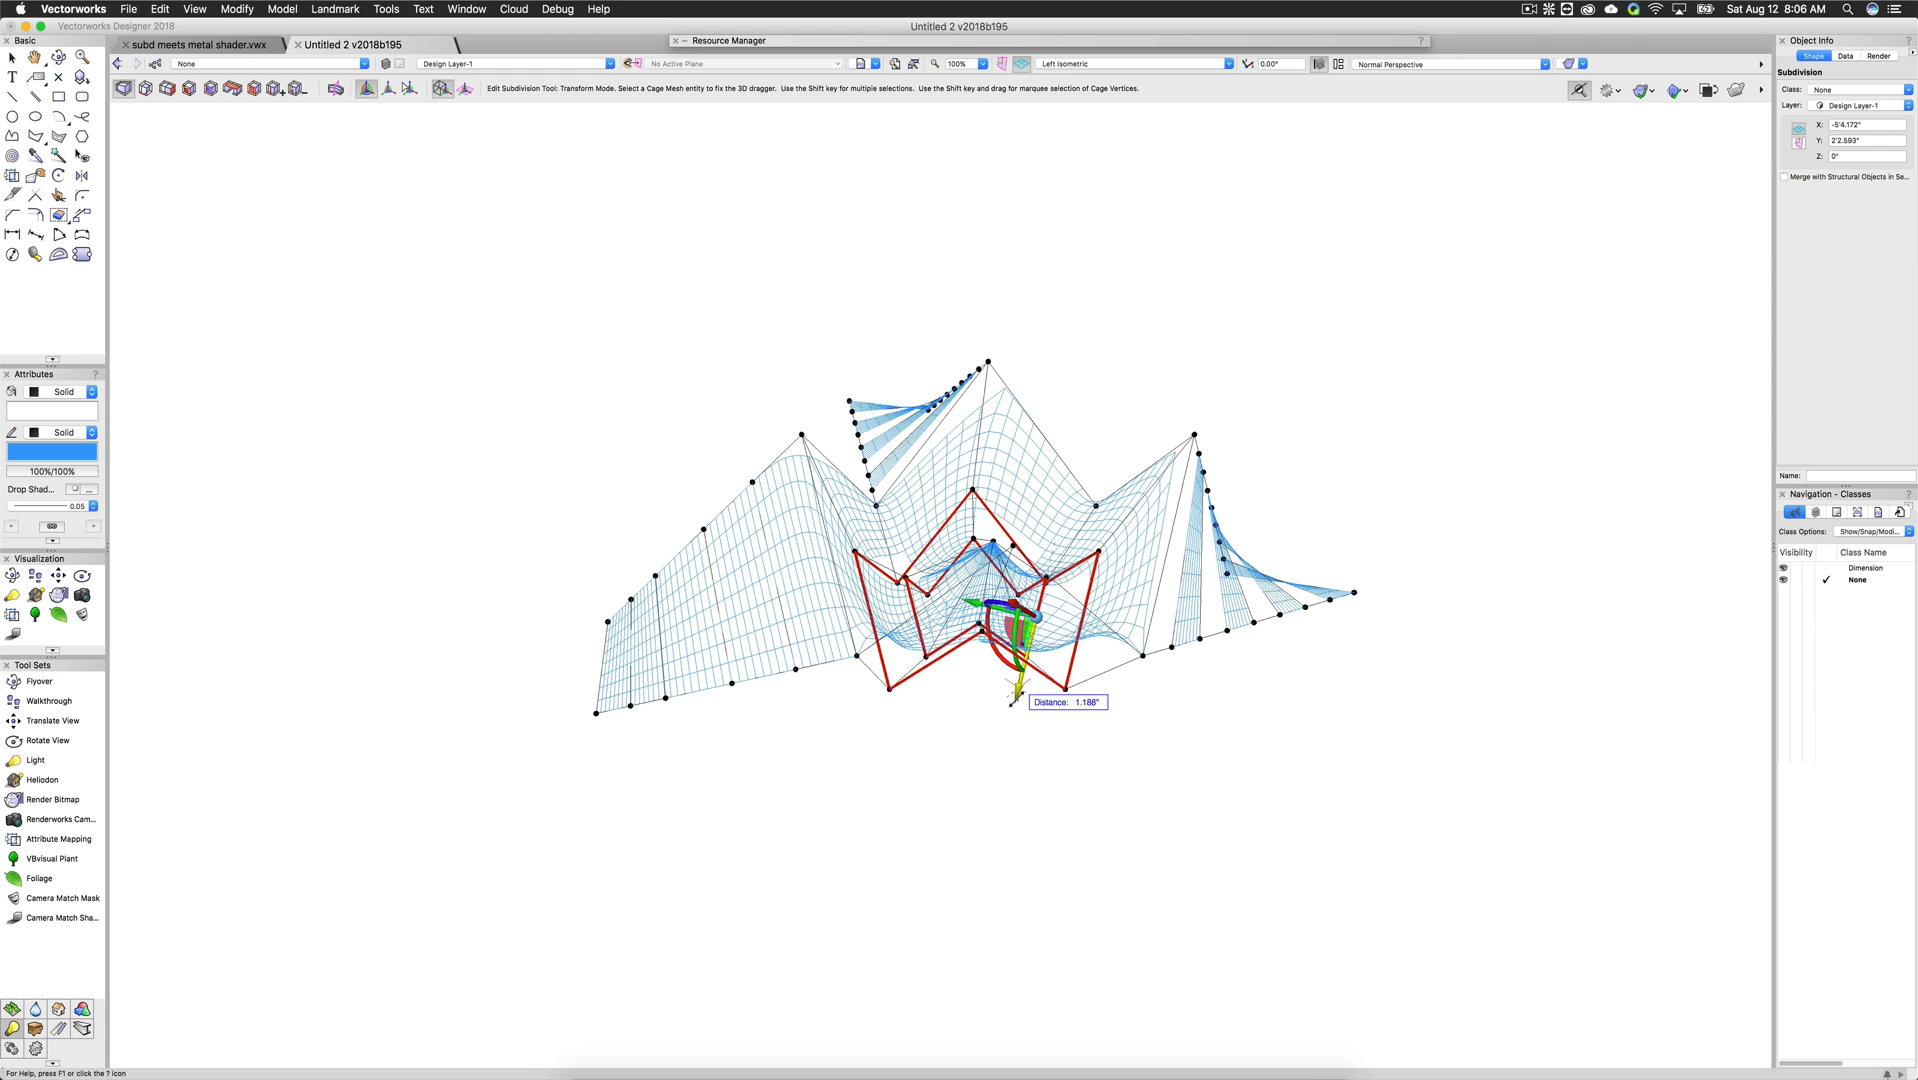 Vectorworks File Edit View Modify Model Landmark Tools Text Window Cloud Debug Help
Sat Aug 12 8:06 AM
Vectorworks Designer 2018
Untitled 2 v2018b195
Basic
subd meets metal shader.vwx
Untitled 2 v2018b195
Resource Manager
?
Object Info
?
None
Design Layer-1
No Active Plane
100%
Left Isometric
0.00°
Normal Perspective
Edit Subdivision Tool: Transform Mode. Select a Cage Mesh entity to fix the 3D dragger. Use the Shift key for multiple selections. Use the Shift key and drag for marquee selection of Cage Vertices.
Shape Data Render
Subdivision
Class: None
Layer: Design Layer-1
X: -5'4.172"
Y: 2'2.593"
Z: 0"
Merge with Structural Objects in Se...
Name:
Navigation - Classes ?
Class Options: Show/Snap/Modi...
Visibility Class Name
Dimension
None
Attributes ?
Solid
Solid
100%/100%
Drop Shad... ...
0.05
Visualization
Tool Sets
Flyover
Walkthrough
Translate View
Rotate View
Light
Heliodon
Render Bitmap
Renderworks Cam...
Attribute Mapping
VBvisual Plant
Foliage
Camera Match Mask
Camera Match Sha...
Distance: 1.188"
For Help, press F1 or click the ? icon